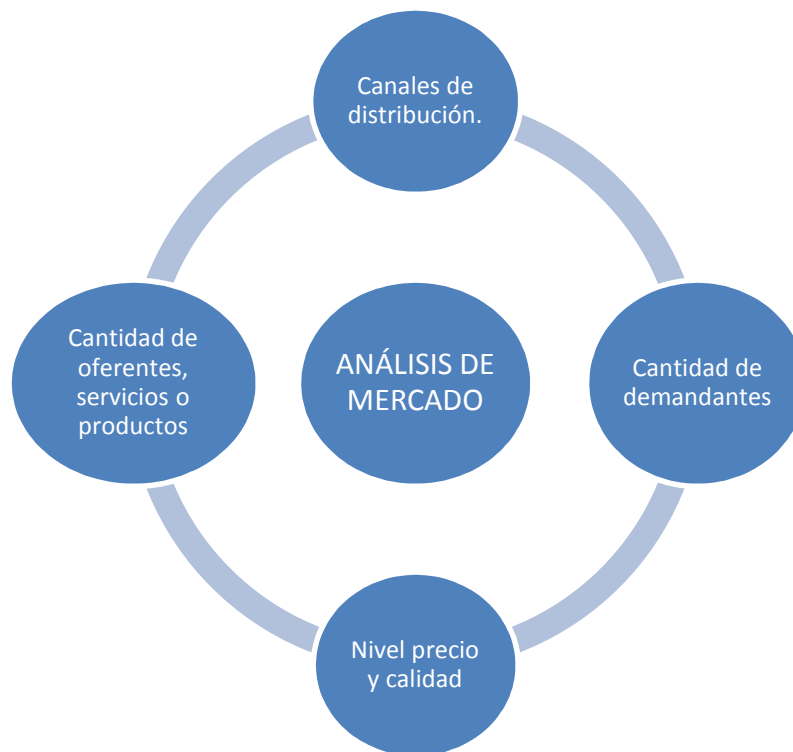 Canales de
distribución.
Cantidad de
oferentes,
servicios o
productos
ANÁLISIS DE
MERCADO
Cantidad de
demandantes
Nivel precio
y calidad